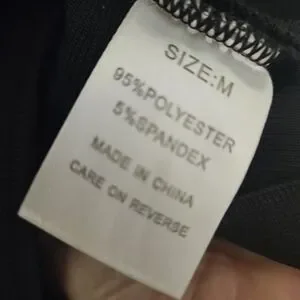 SIZE:M
95%POLYESTER
5%SPANDEX
MADE IN CHINA
CARE ON REVERSE